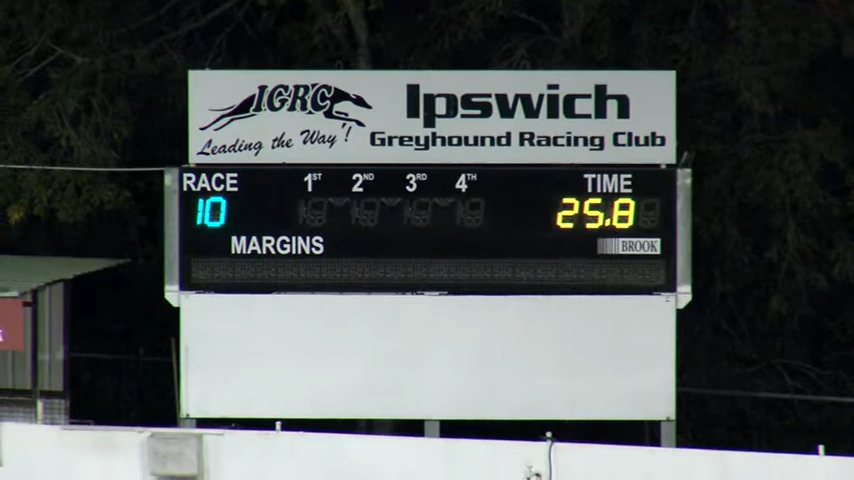 IGRC
Leading the Way'!
Ipswich
Greyhound Racing Club
RACE 1ST 2ND 3RD 4TH TIME
10 25.8
MARGINS BROOK